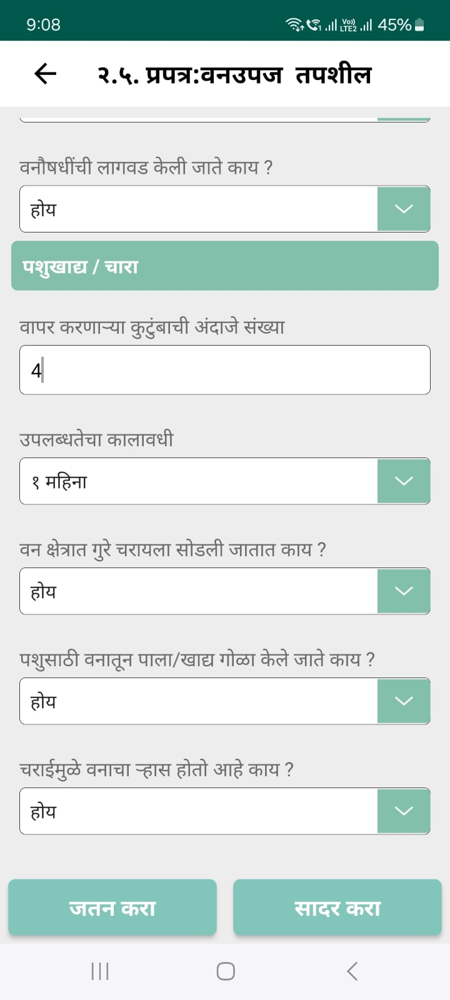 9:08 1 Vo)) LTE2 45%
२.५. प्रपत्र:वनउपज तपशील
वनौषधींची लागवड केली जाते काय ?
होय
पशुखाद्य / चारा
वापर करणाऱ्या कुटुंबाची अंदाजे संख्या
4
उपलब्धतेचा कालावधी
१ महिना
वन क्षेत्रात गुरे चरायला सोडली जातात काय ?
होय
पशुसाठी वनातून पाला/खाद्य गोळा केले जाते काय ?
होय
चराईमुळे वनाचा ऱ्हास होतो आहे काय ?
होय
जतन करा
सादर करा